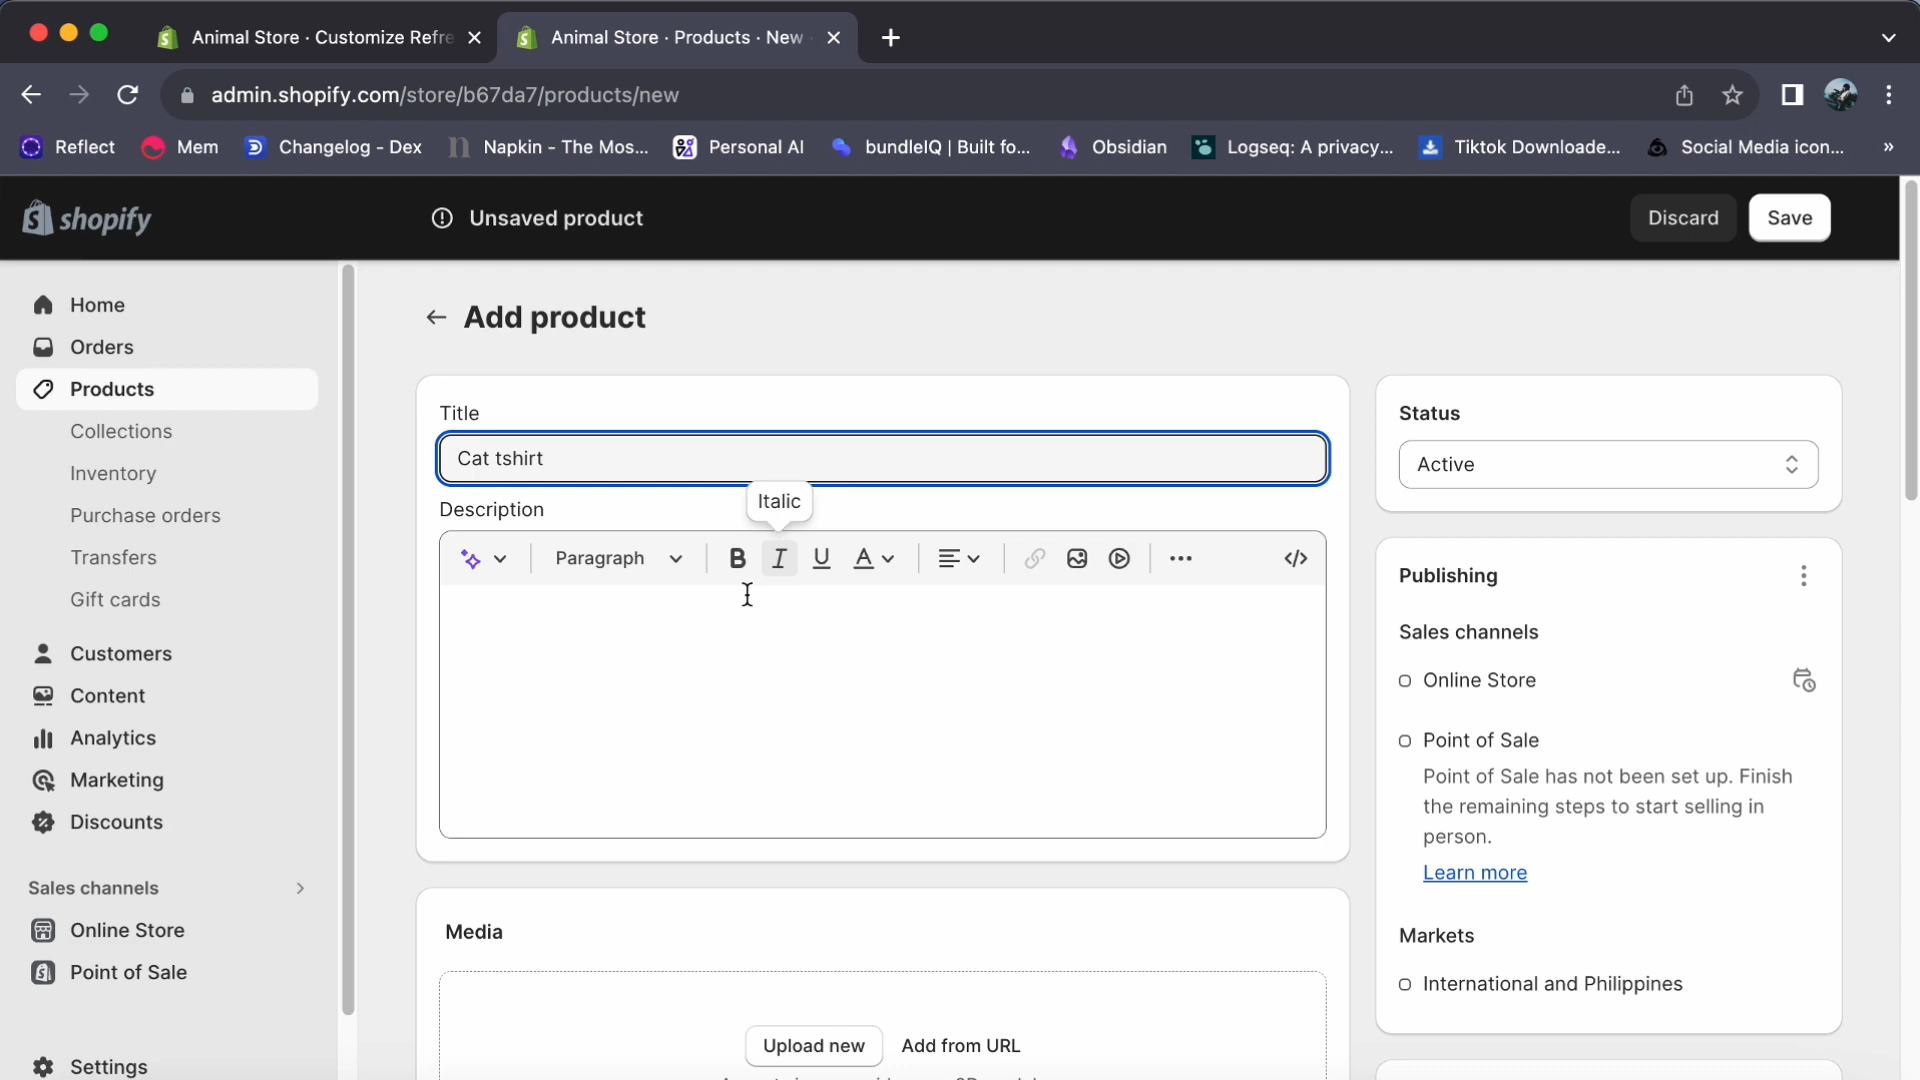 Animal Store · Customize Refre
Animal Store · Products · New
admin.shopify.com/store/b67da7/products/new
Reflect
Mem
Changelog - Dex
Napkin - The Mos...
Personal AI
bundleIQ | Built fo...
Obsidian
Logseq: A privacy...
Tiktok Downloade...
Social Media icon...
»
shopify
Unsaved product
Discard
Save
Home
Orders
Products
Collections
Inventory
Purchase orders
Transfers
Gift cards
Customers
Content
Analytics
Marketing
Discounts
Sales channels
Online Store
Point of Sale
Settings
Add product
Title
Cat tshirt
Description
Italic
Paragraph
B I U A
Media
Upload new
Add from URL
Status
Active
Publishing
Sales channels
Online Store
Point of Sale
Point of Sale has not been set up. Finish
the remaining steps to start selling in
person.
Learn more
Markets
International and Philippines